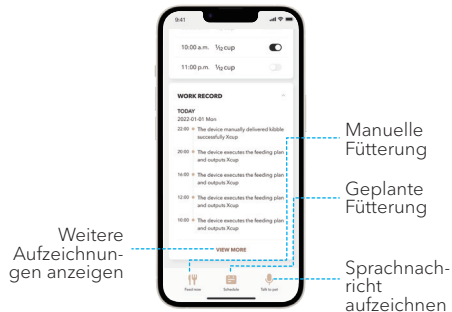 9:41
10:00 a.m. 1/12 cup
11:00 p.m. 1/12 cup
WORK RECORD
TODAY
2022-01-01 Mon
22:00 The device manually delivered kibble
successfully Xcup
20:00 The device executes the feeding plan
and outputs Xcup
16:00 The device executes the feeding plan
and outputs Xcup
12:00 The device executes the feeding plan
and outputs Xcup
10:00 The device executes the feeding plan
and outputs Xcup
VIEW MORE
Feed now
Schedule
Talk to pet
Manuelle
Fütterung
Geplante
Fütterung
Weitere
Aufzeichnun-
gen anzeigen
Sprachnach-
richt
aufzeichnen